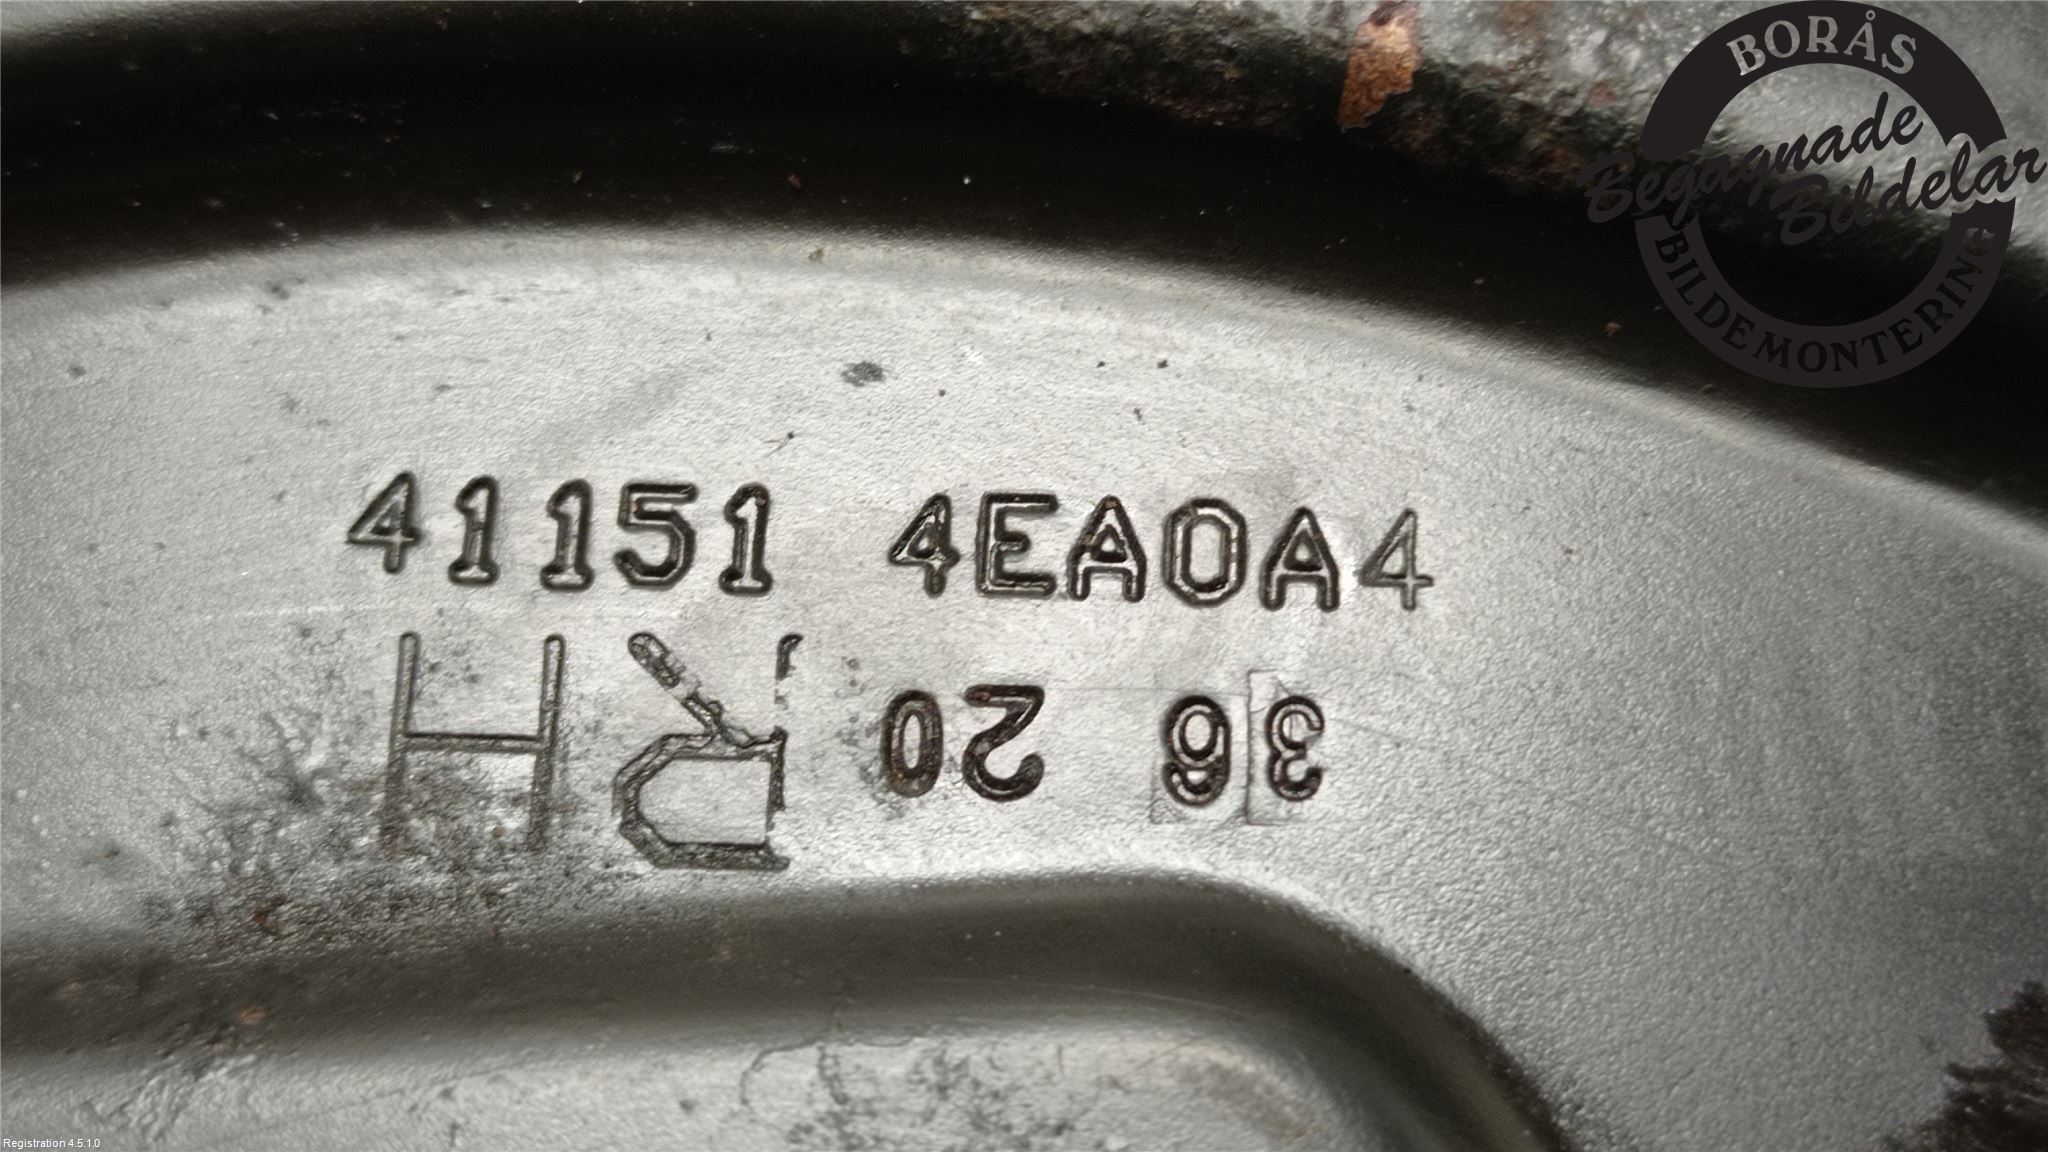 BORÅS
Begagnade
Bildelar
BILDEMONTERING
41151 4EA0A4
36 20 RH
Registration 4.5.1.0